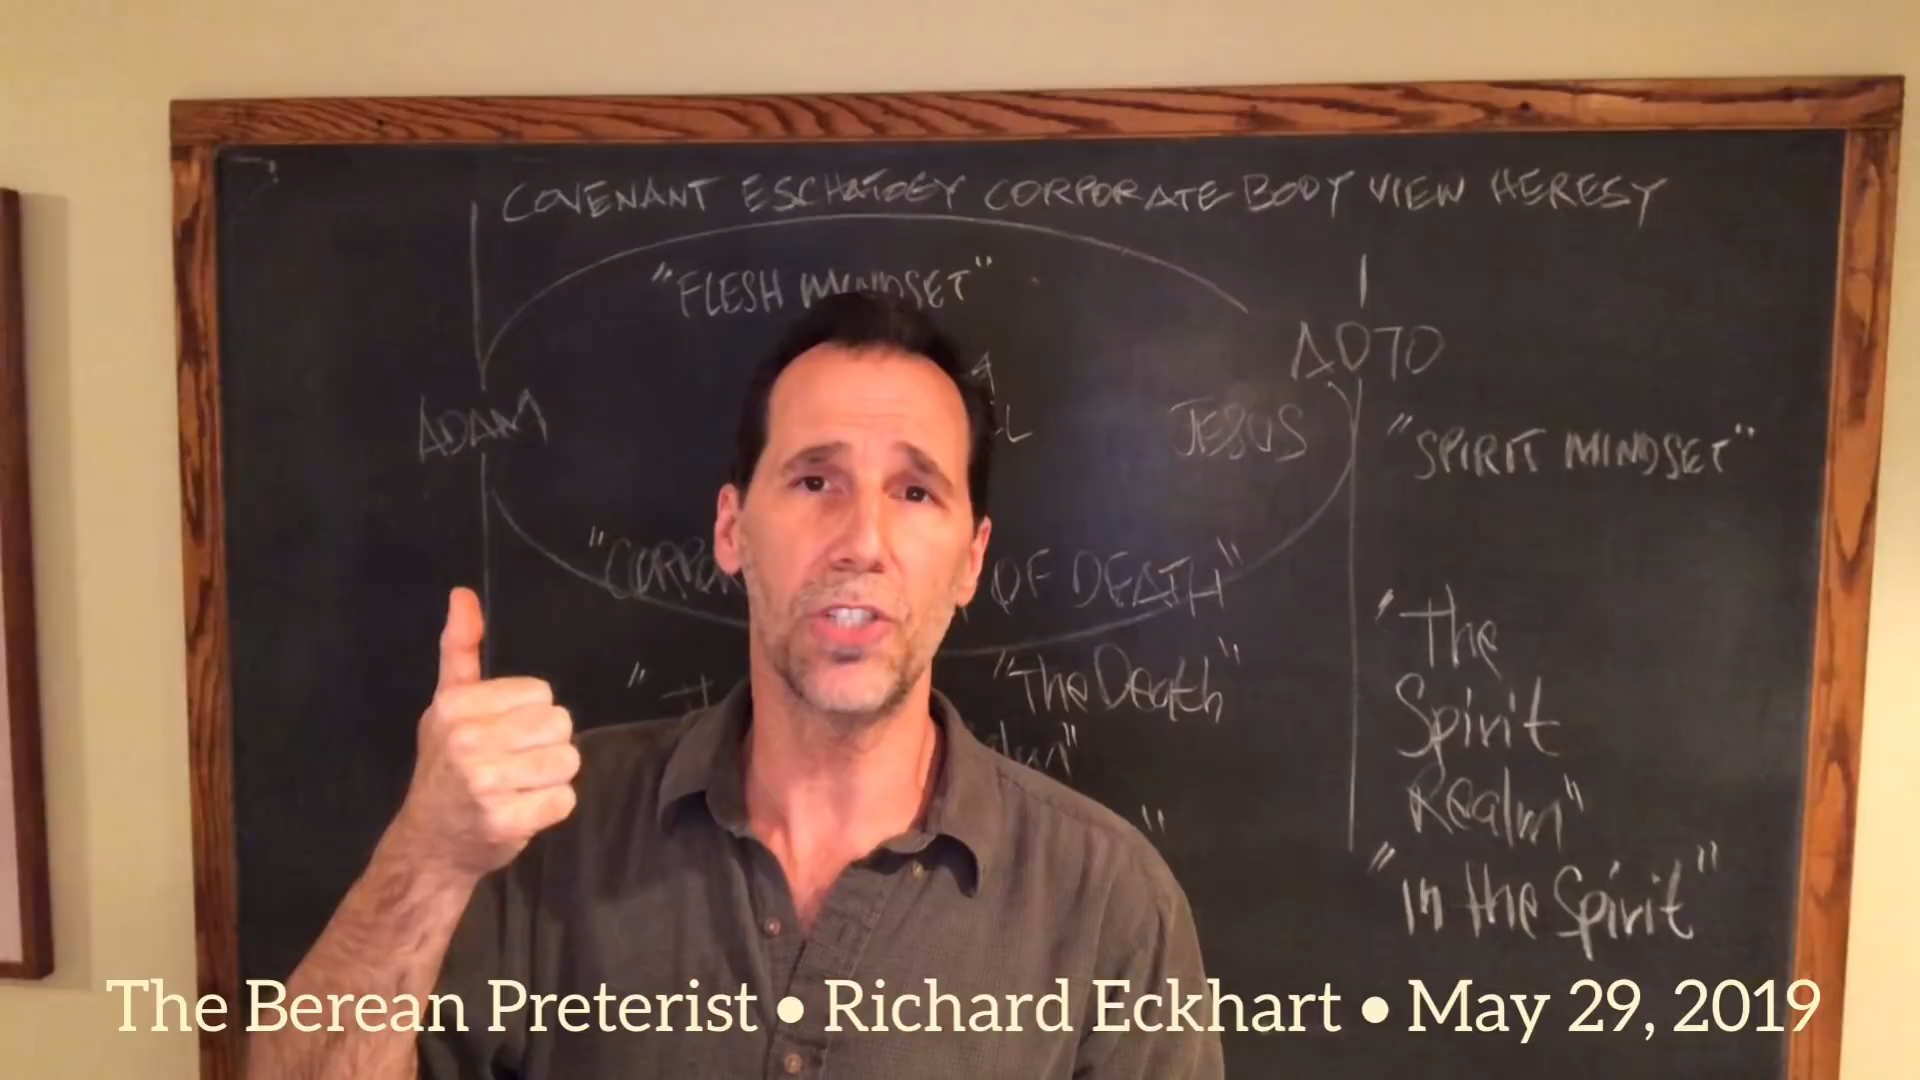 COVENANT ESCHATOLOGY CORPORATE BODY VIEW HERESY
"FLESH MINDSET"
AD70
ADAM
JESUS
"SPIRIT MINDSET"
OF DEATH"
"The Death"
"The
Spirit
Realm"
"in the Spirit"
The Berean Preterist • Richard Eckhart • May 29, 2019